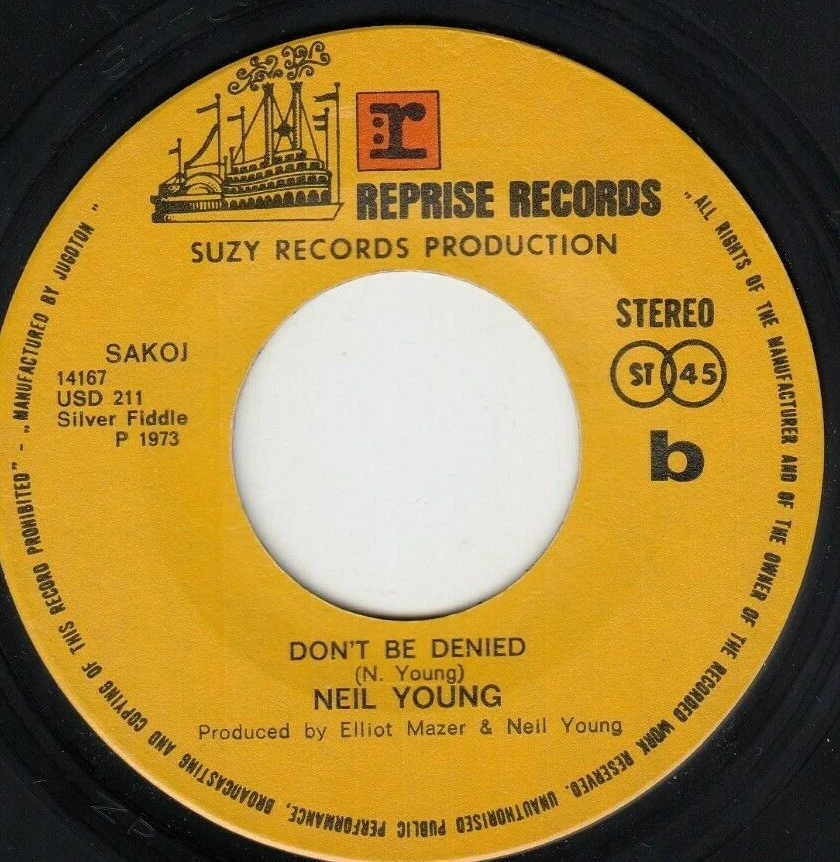 r
REPRISE RECORDS
SUZY RECORDS PRODUCTION
STEREO
ST 45
b
SAKOJ
14167
USD 211
Silver Fiddle
P 1973
DON'T BE DENIED
(N. Young)
NEIL YOUNG
Produced by Elliot Mazer & Neil Young
„ALL RIGHTS OF THE MANUFACTURER AND OF THE OWNER OF THE RECORDED WORK RESERVED. UNAUTHORISED PUBLIC PERFORMANCE, BROADCASTING AND COPYING OF THIS RECORD PROHIBITED" - „MANUFACTURED BY JUGOTON"
ZP